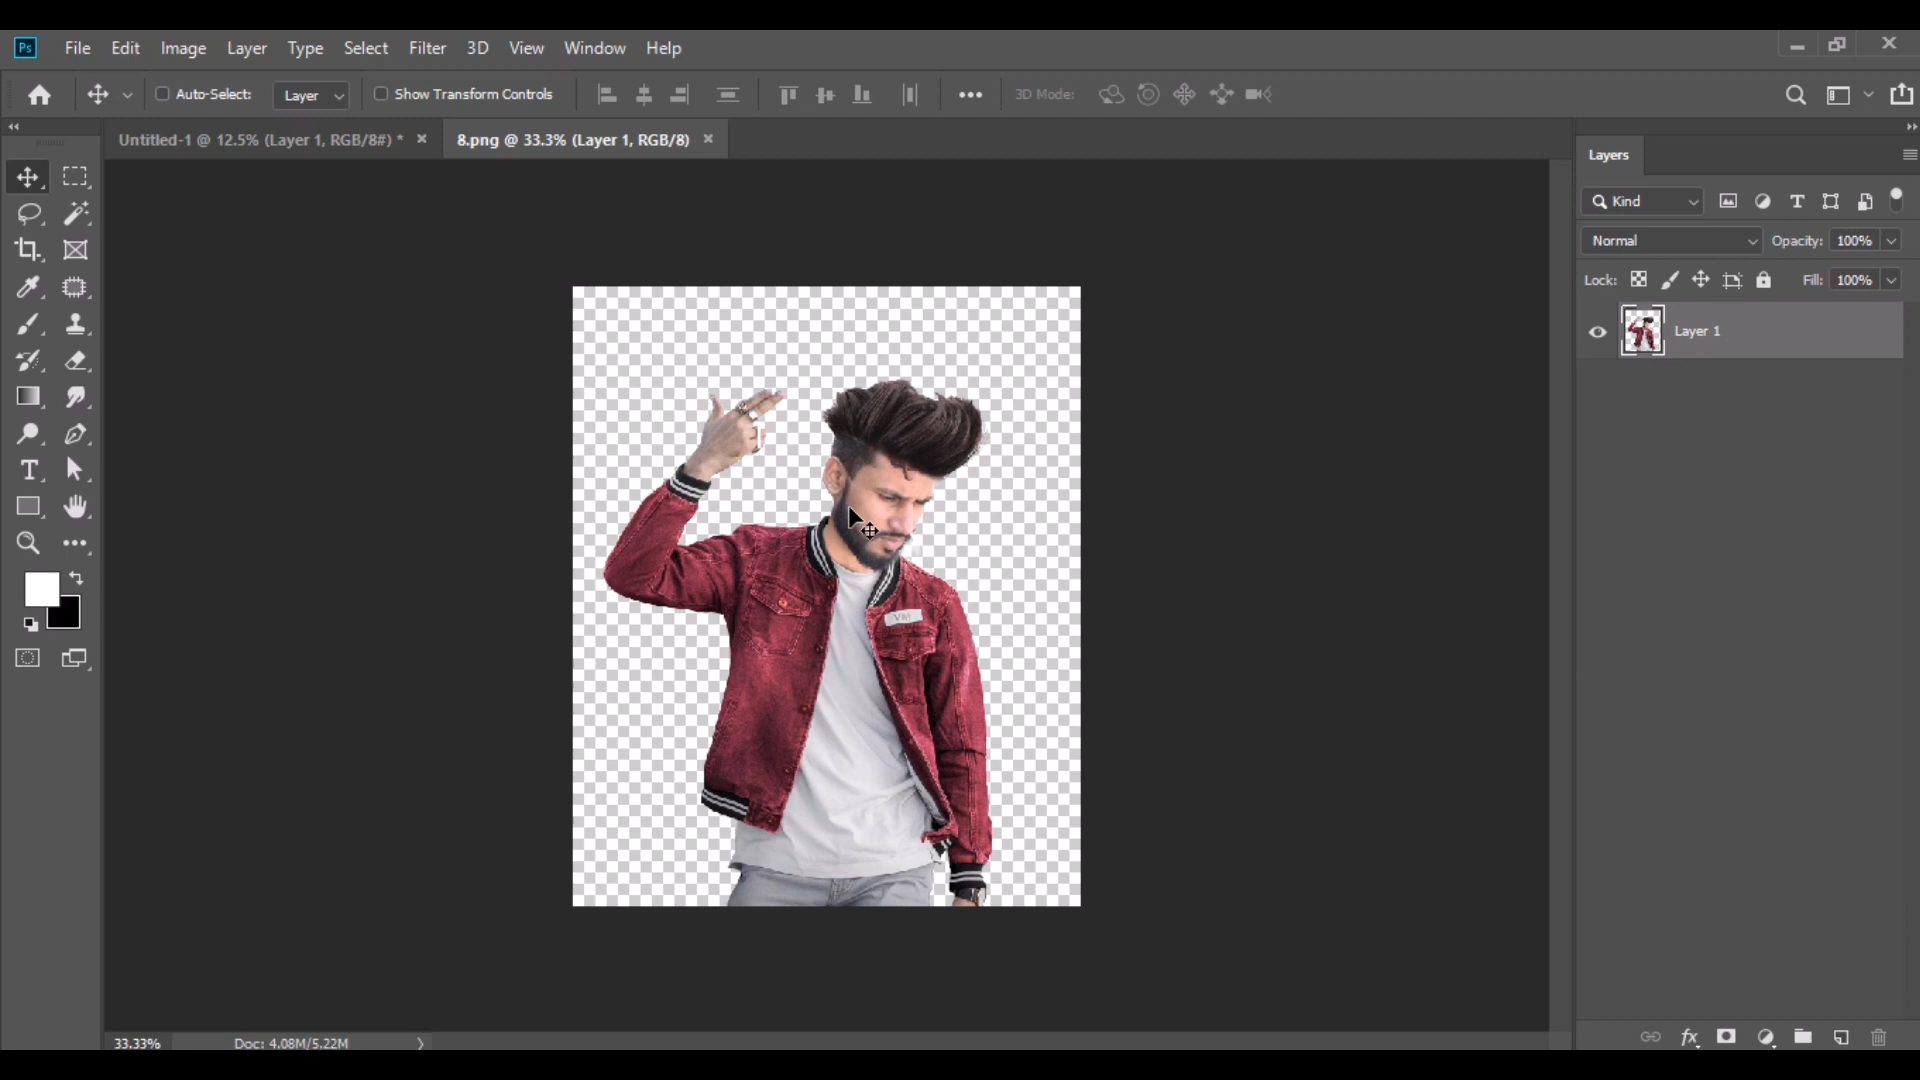 Ps File Edit Image Layer Type Select Filter 3D View Window Help
Auto-Select: Layer Show Transform Controls 3D Mode:
Untitled-1 @ 12.5% (Layer 1, RGB/8#) * 8.png @ 33.3% (Layer 1, RGB/8)
Layers
Kind
Normal Opacity: 100%
Lock: Fill: 100%
Layer 1
33.33% Doc: 4.08M/5.22M